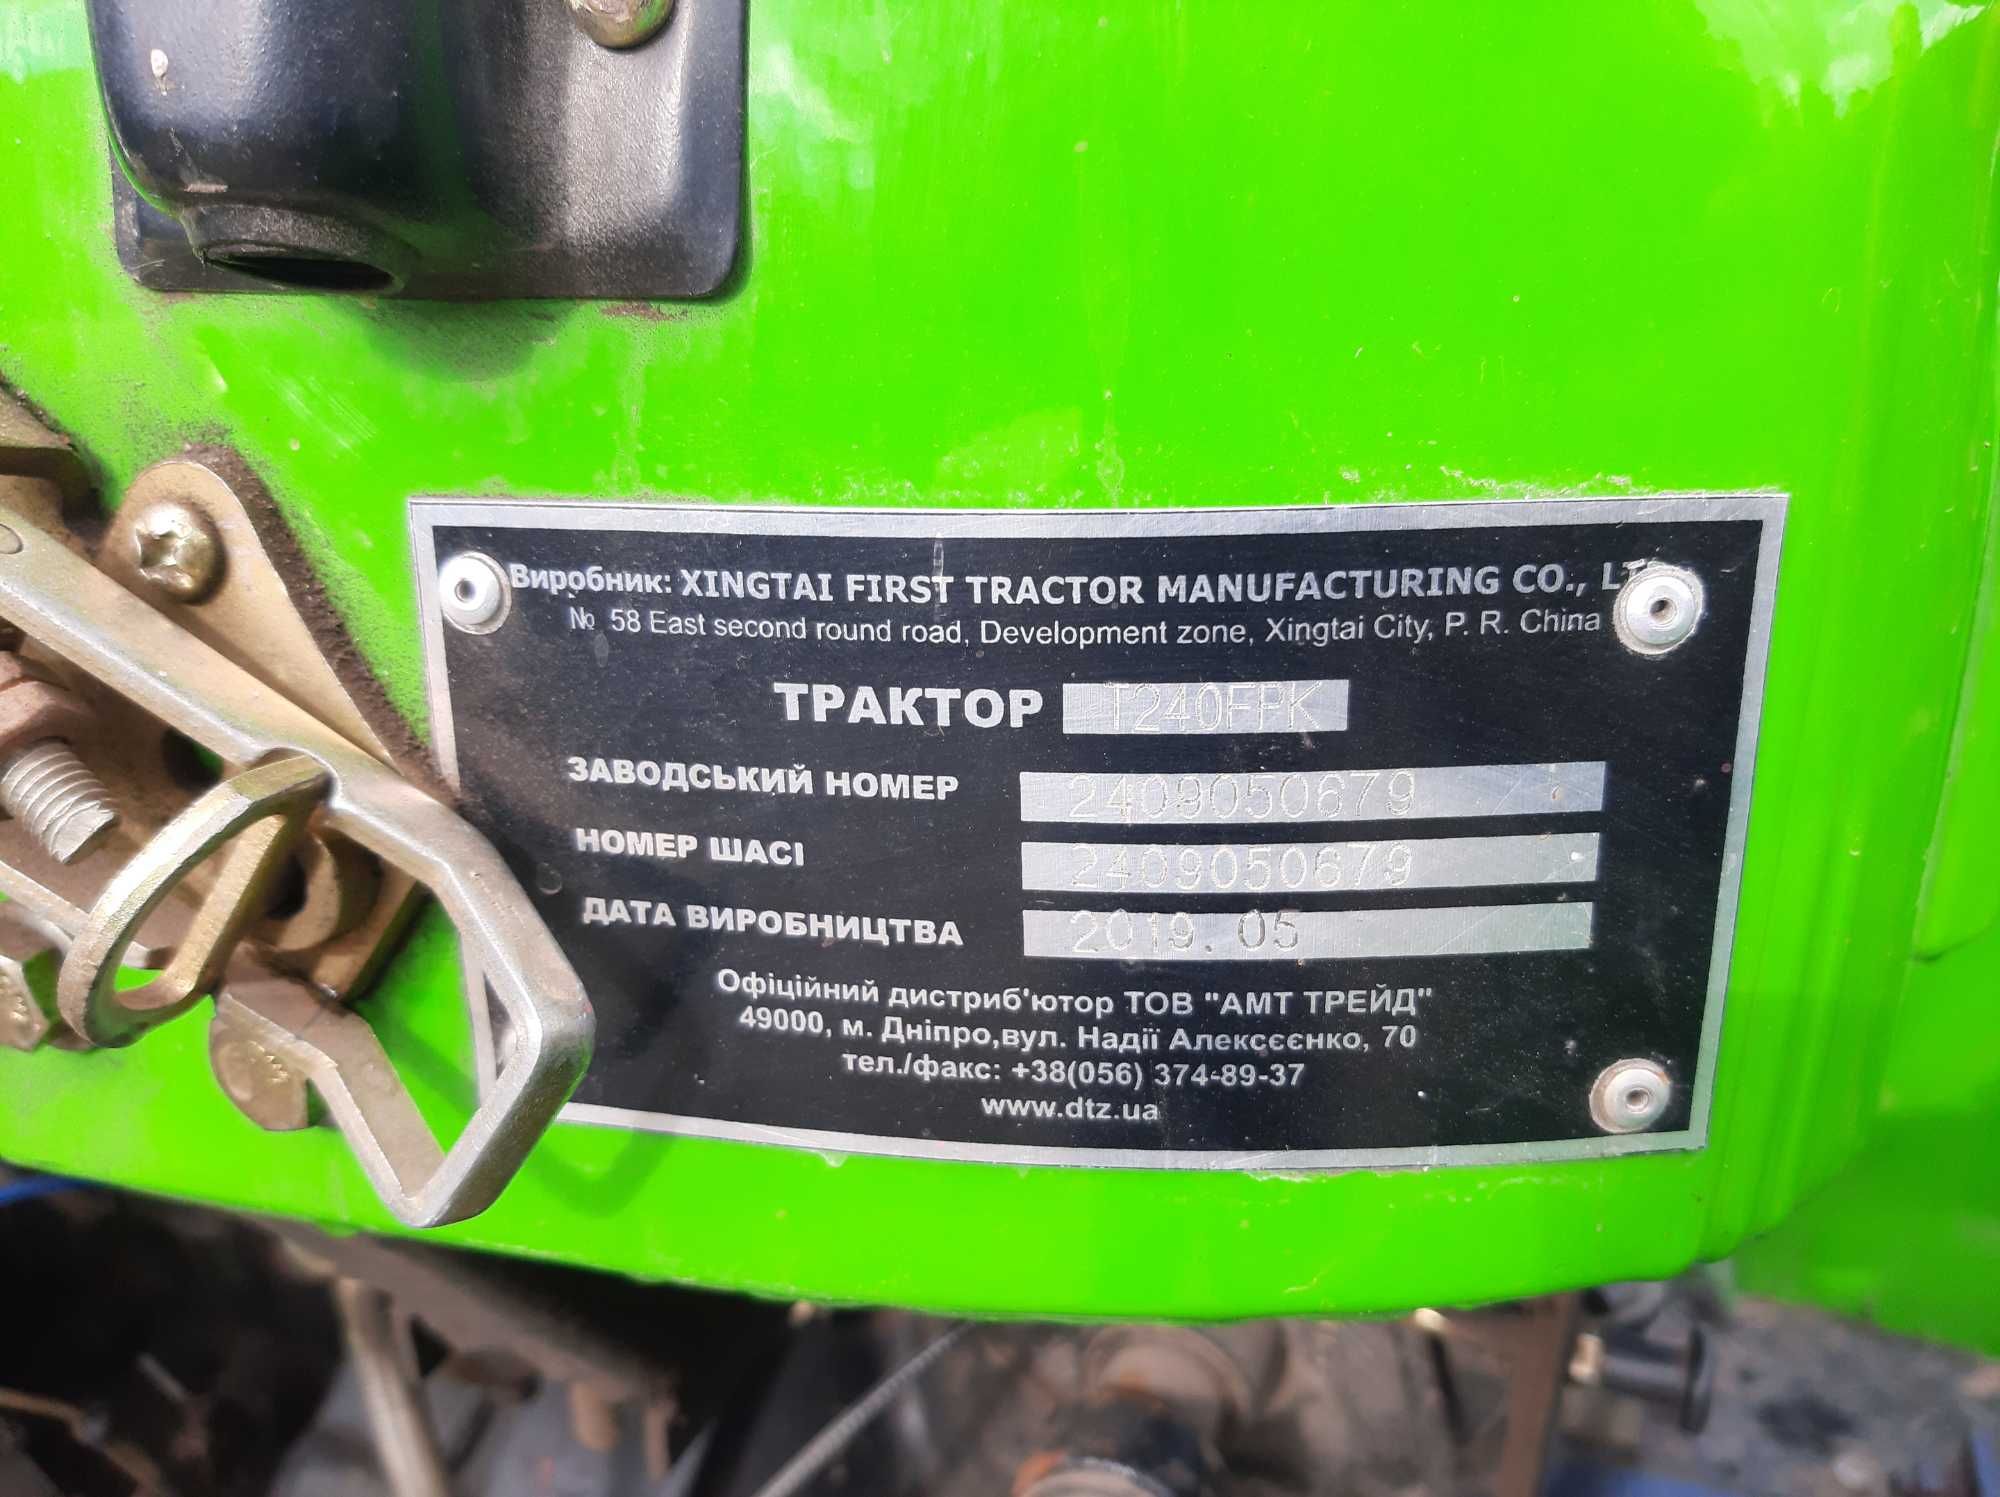 Виробник: XINGTAI FIRST TRACTOR MANUFACTURING CO.,
№ 58 East second round road, Development zone, Xingtai City, P. R. China
ТРАКТОР T240FPK
ЗАВОДСЬКИЙ НОМЕР 2409050679
НОМЕР ШАСІ 2409050679
ДАТА ВИРОБНИЦТВА 2019.05
Офіційний дистриб'ютор ТОВ "АМТ ТРЕЙД"
49000, м. Дніпро,вул. Надії Алексєєнко, 70
тел./факс: +38(056) 374-89-37
www.dtz.ua